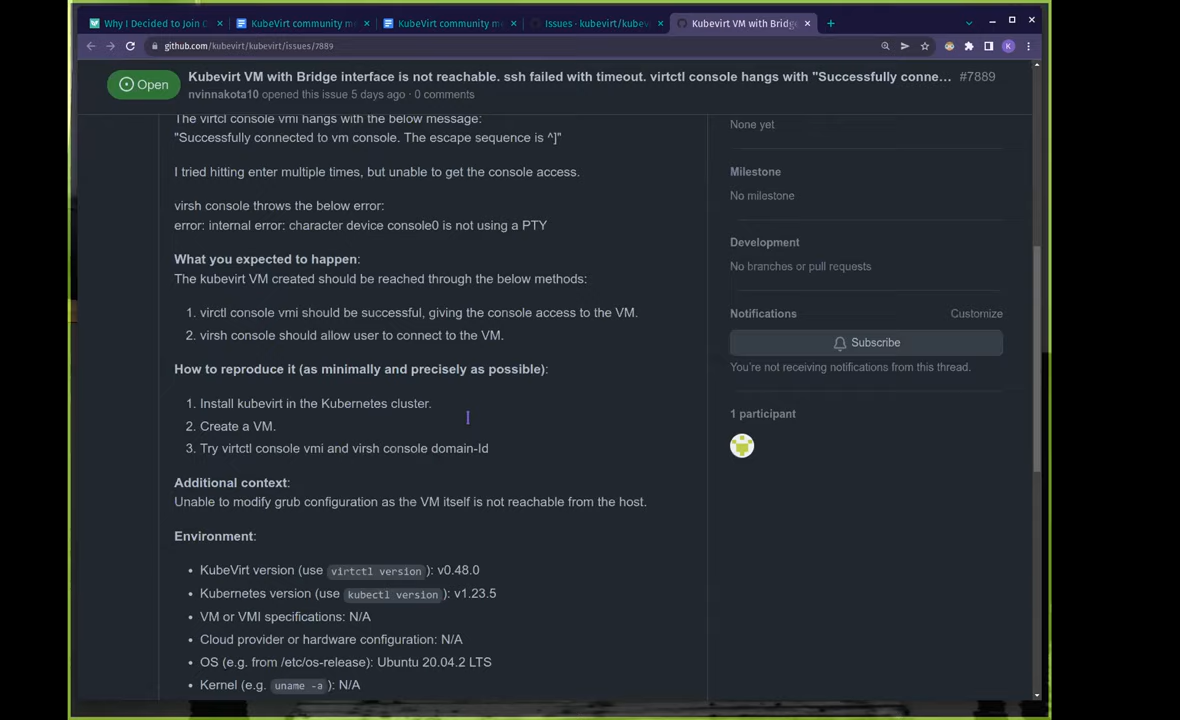 Why I Decided to Join C
KubeVirt community me
KubeVirt community me
Issues · kubevirt/kubev
Kubevirt VM with Bridg
github.com/kubevirt/kubevirt/issues/7889
K
Open
Kubevirt VM with Bridge interface is not reachable. ssh failed with timeout. virtctl console hangs with "Successfully conne… #7889
nvinnakota10 opened this issue 5 days ago · 0 comments
The virtcl console vmi hangs with the below message:
"Successfully connected to vm console. The escape sequence is ^]"
I tried hitting enter multiple times, but unable to get the console access.
virsh console throws the below error:
error: internal error: character device console0 is not using a PTY
What you expected to happen:
The kubevirt VM created should be reached through the below methods:
1. virctl console vmi should be successful, giving the console access to the VM.
2. virsh console should allow user to connect to the VM.
How to reproduce it (as minimally and precisely as possible):
1. Install kubevirt in the Kubernetes cluster.
2. Create a VM.
3. Try virtctl console vmi and virsh console domain-Id
Additional context:
Unable to modify grub configuration as the VM itself is not reachable from the host.
Environment:
• KubeVirt version (use virtctl version): v0.48.0
• Kubernetes version (use kubectl version): v1.23.5
• VM or VMI specifications: N/A
• Cloud provider or hardware configuration: N/A
• OS (e.g. from /etc/os-release): Ubuntu 20.04.2 LTS
• Kernel (e.g. uname -a): N/A
None yet
Milestone
No milestone
Development
No branches or pull requests
Notifications
Customize
Subscribe
You're not receiving notifications from this thread.
1 participant